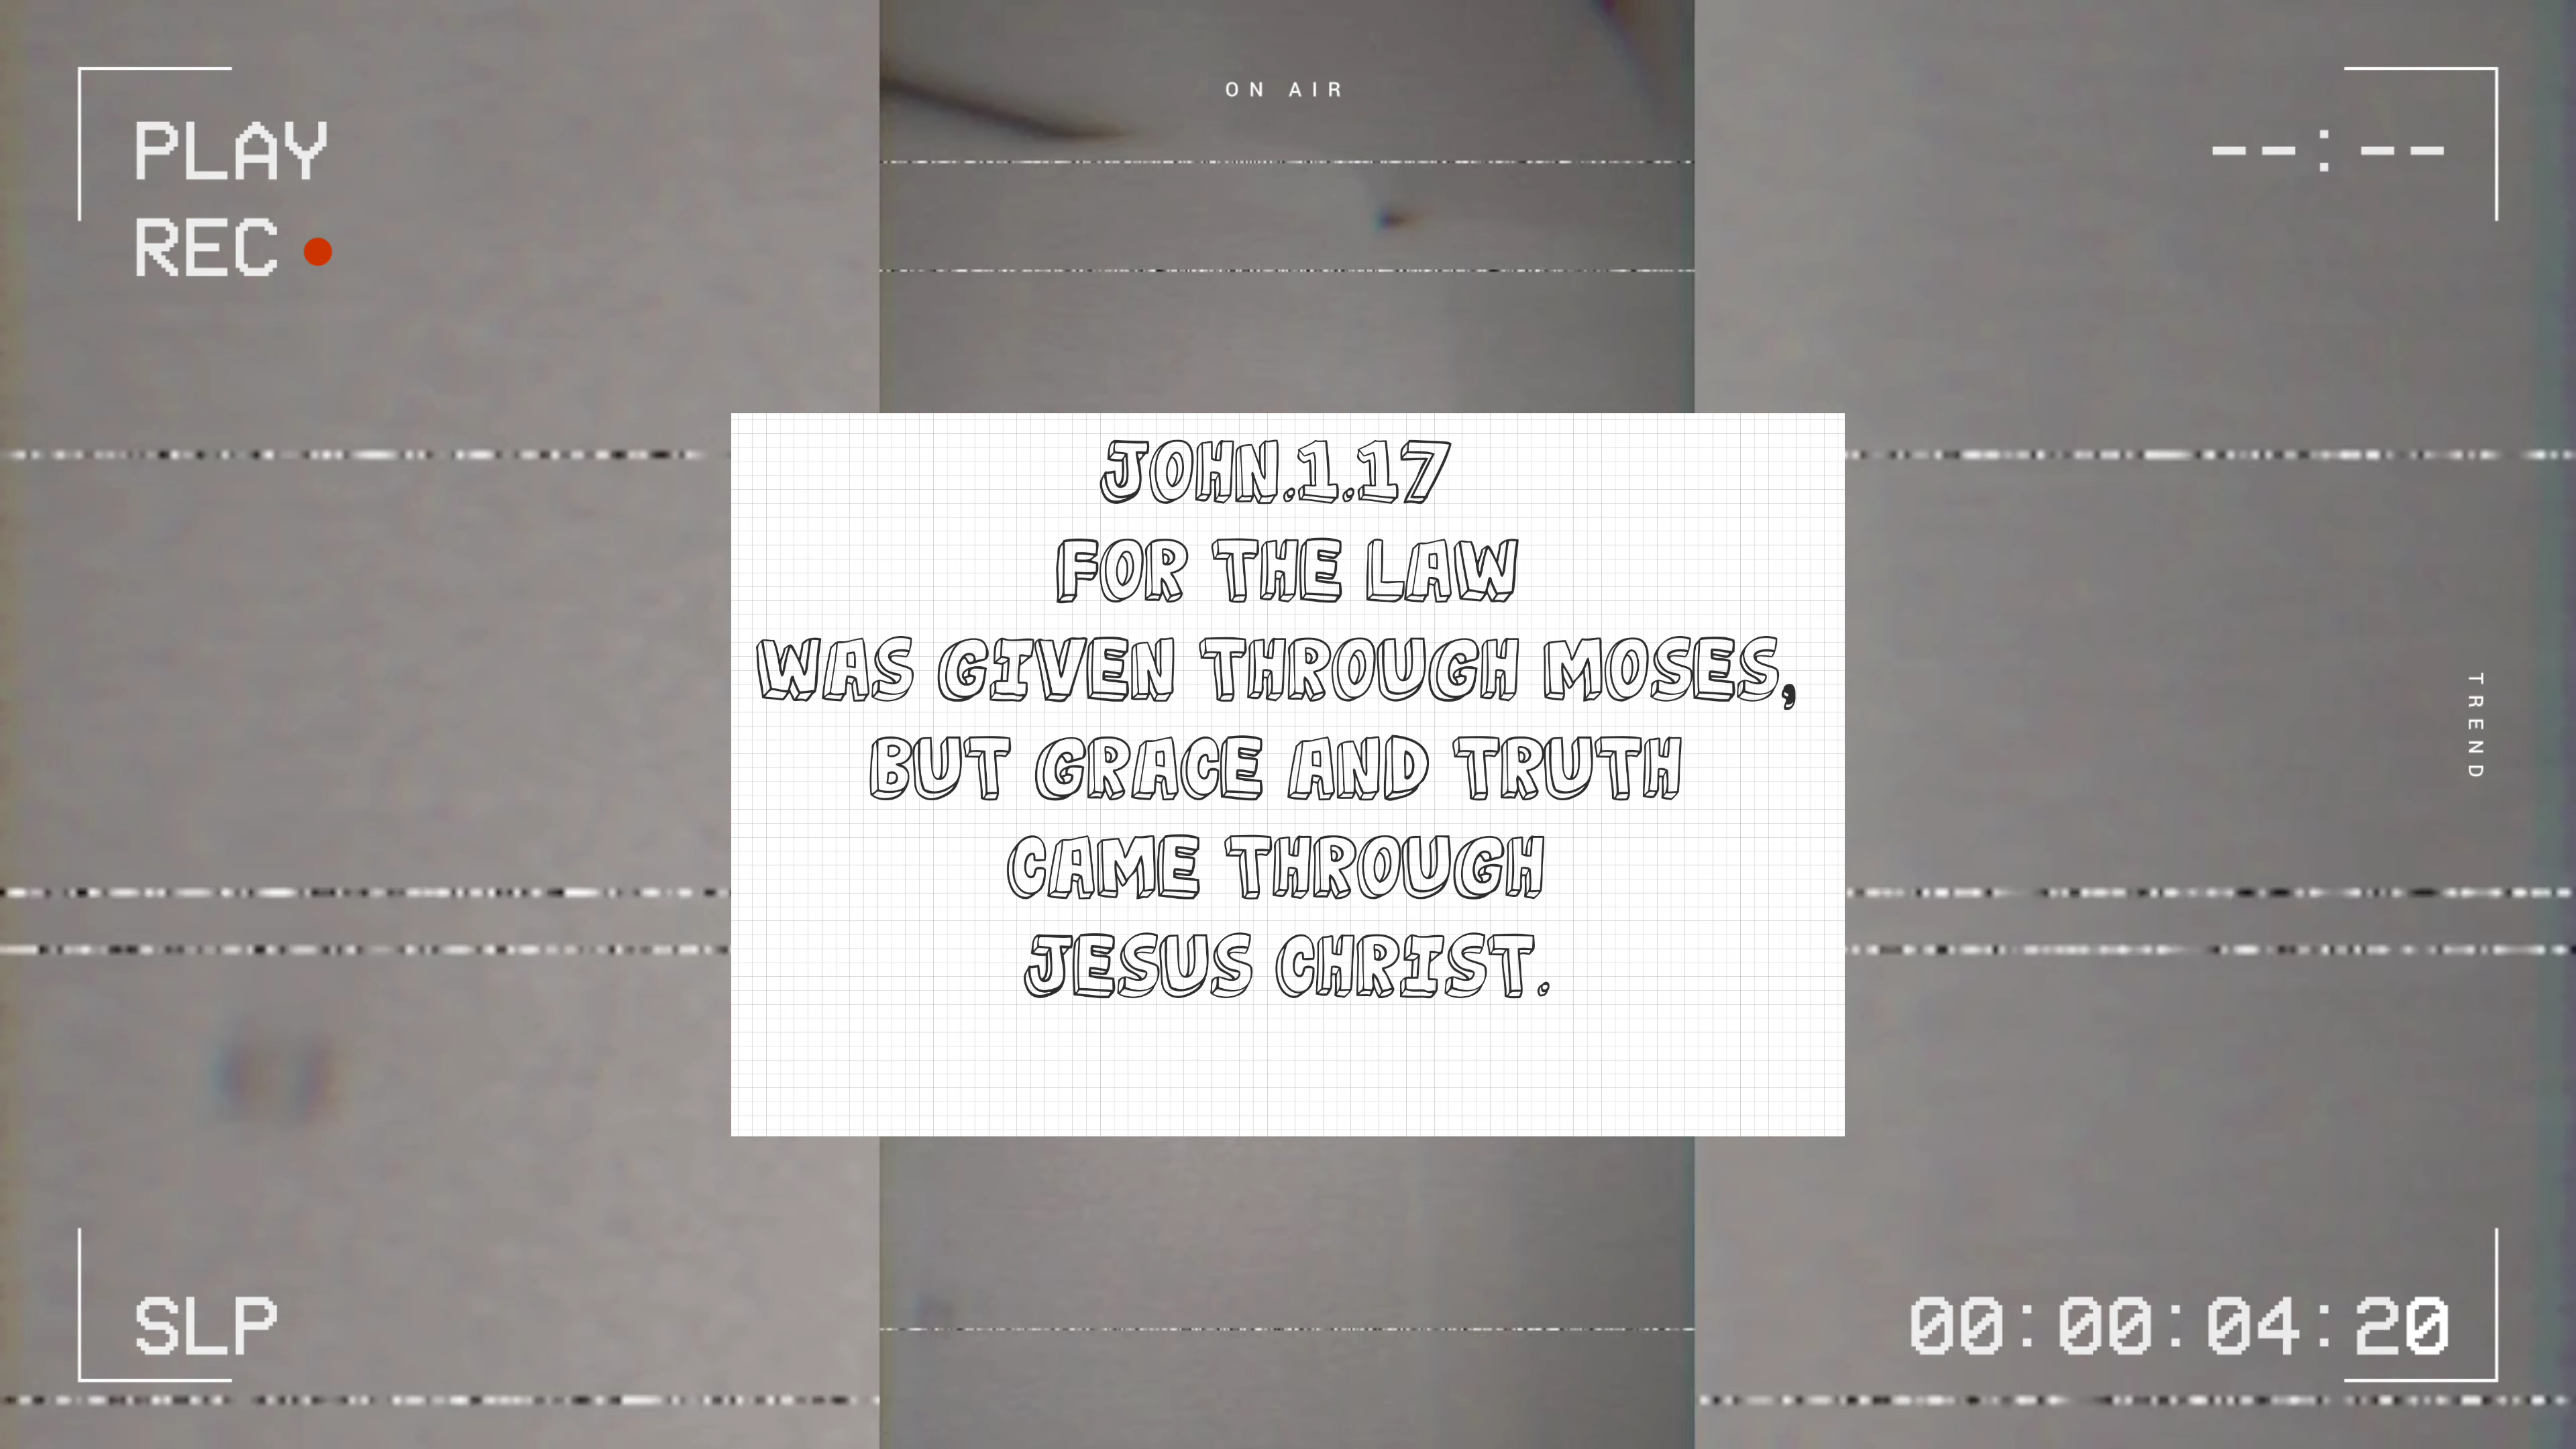 ON AIR
PLAY
--:--
REC
JOHN.1.17
FOR THE LAW
WAS GIVEN THROUGH MOSES,
BUT GRACE AND TRUTH
CAME THROUGH
JESUS CHRIST.
TREND
SLP
00:00:04:20